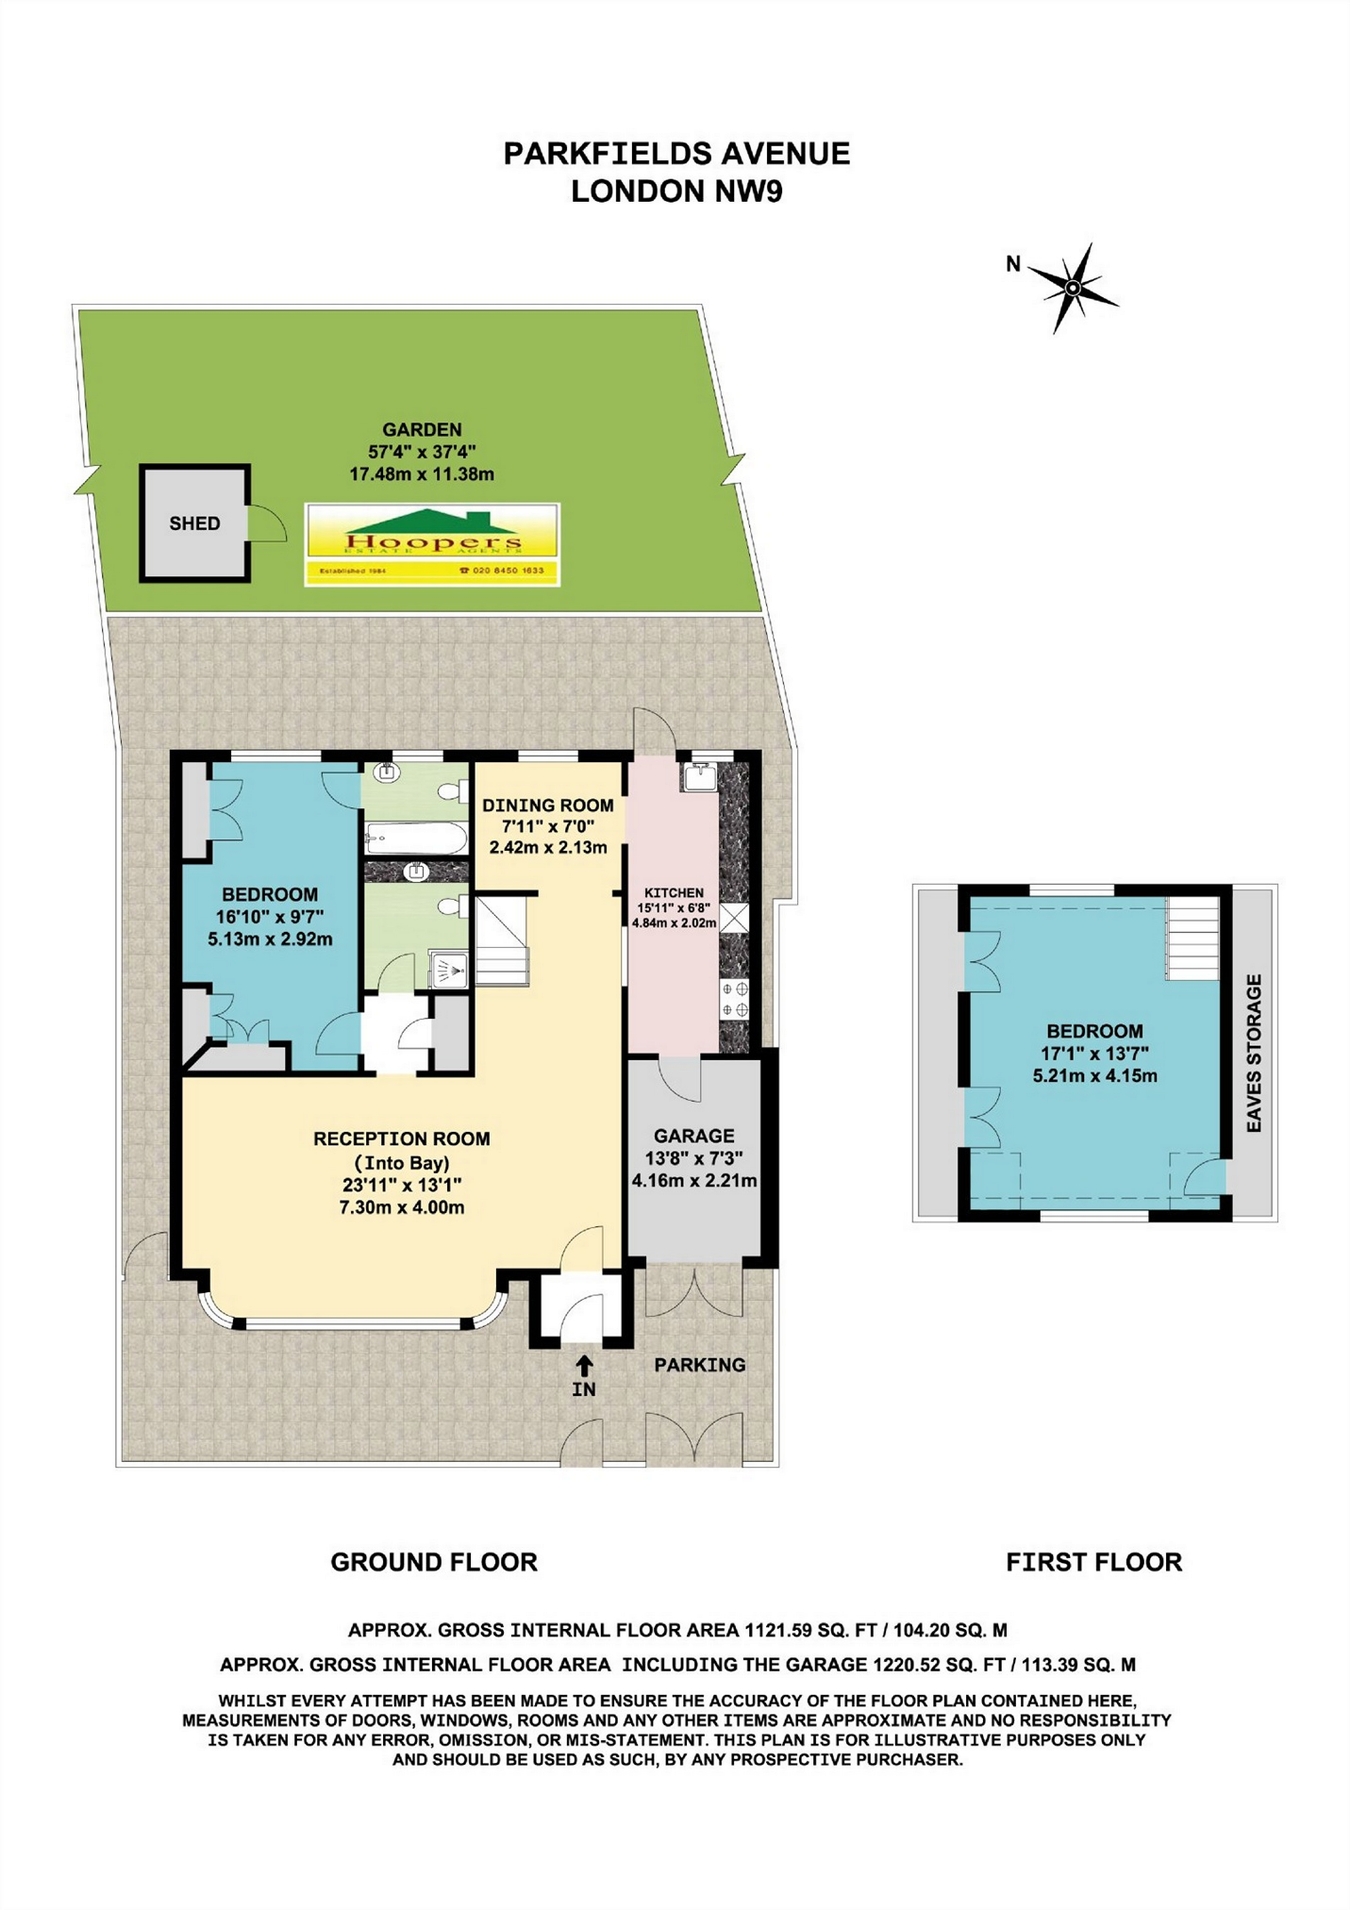 PARKFIELDS AVENUE
LONDON NW9
N
GARDEN
57'4" x 37'4"
17.48m x 11.38m
SHED
Hoopers
ESTATE AGENTS
Established 1984 ☎ 020 8450 1633
DINING ROOM
7'11" x 7'0"
2.42m x 2.13m
BEDROOM
16'10" x 9'7"
5.13m x 2.92m
KITCHEN
15'11" x 6'8"
4.84m x 2.02m
RECEPTION ROOM
(Into Bay)
23'11" x 13'1"
7.30m x 4.00m
GARAGE
13'8" x 7'3"
4.16m x 2.21m
BEDROOM
17'1" x 13'7"
5.21m x 4.15m
EAVES STORAGE
PARKING
IN
GROUND FLOOR
FIRST FLOOR
APPROX. GROSS INTERNAL FLOOR AREA 1121.59 SQ. FT / 104.20 SQ. M
APPROX. GROSS INTERNAL FLOOR AREA INCLUDING THE GARAGE 1220.52 SQ. FT / 113.39 SQ. M
WHILST EVERY ATTEMPT HAS BEEN MADE TO ENSURE THE ACCURACY OF THE FLOOR PLAN CONTAINED HERE,
MEASUREMENTS OF DOORS, WINDOWS, ROOMS AND ANY OTHER ITEMS ARE APPROXIMATE AND NO RESPONSIBILITY
IS TAKEN FOR ANY ERROR, OMISSION, OR MIS-STATEMENT. THIS PLAN IS FOR ILLUSTRATIVE PURPOSES ONLY
AND SHOULD BE USED AS SUCH, BY ANY PROSPECTIVE PURCHASER.